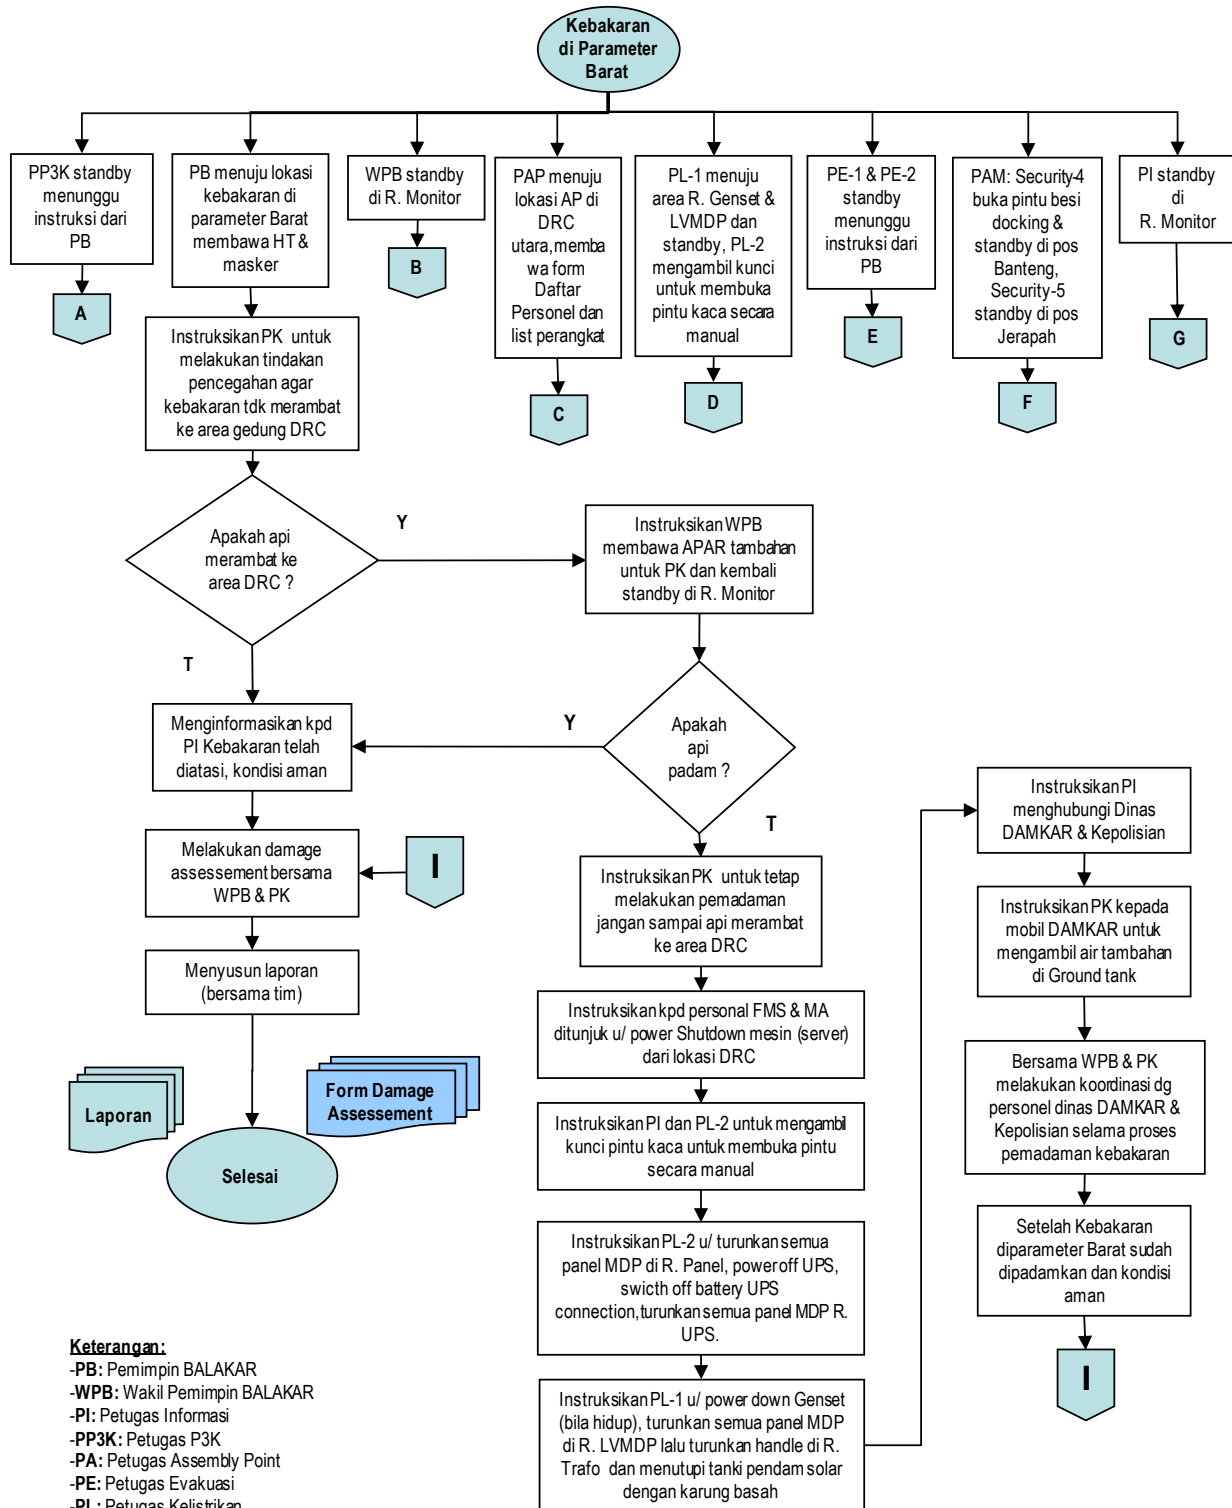 Kebakaran
di Parameter
Barat
PP3K standby
menunggu
instruksi dari
PB
A
PB menuju lokasi
kebakaran di
parameter Barat
membawa HT &
masker
WPB standby
di R. Monitor
B
PAP menuju
lokasi AP di
DRC
utara,memba
wa form
Daftar
Personel dan
list perangkat
C
PL-1 menuju
area R. Genset &
LVMDP dan
standby, PL-2
mengambil kunci
untuk membuka
pintu kaca secara
manual
D
PE-1 & PE-2
standby
menunggu
instruksi dari
PB
E
PAM: Security-4
buka pintu besi
docking &
standby di pos
Banteng,
Security-5
standby di pos
Jerapah
F
PI standby
di
R. Monitor
G
Instruksikan PK untuk
melakukan tindakan
pencegahan agar
kebakaran tdk merambat
ke area gedung DRC
Apakah api
merambat ke
area DRC ?
Y
T
Instruksikan WPB
membawa APAR tambahan
untuk PK dan kembali
standby di R. Monitor
Apakah
api
padam ?
Y
T
Menginformasikan kpd
PI Kebakaran telah
diatasi, kondisi aman
Melakukan damage
assessement bersama
WPB & PK
I
Menyusun laporan
(bersama tim)
Laporan
Form Damage
Assessement
Selesai
Instruksikan PK untuk tetap
melakukan pemadaman
jangan sampai api merambat
ke area DRC
Instruksikan kpd personal FMS & MA
ditunjuk u/ power Shutdown mesin (server)
dari lokasi DRC
Instruksikan PI dan PL-2 untuk mengambil
kunci pintu kaca untuk membuka pintu
secara manual
Instruksikan PL-2 u/ turunkan semua
panel MDP di R. Panel, power off UPS,
swicth off battery UPS
connection,turunkan semua panel MDP R.
UPS.
Instruksikan PL-1 u/ power down Genset
(bila hidup), turunkan semua panel MDP
di R. LVMDP lalu turunkan handle di R.
Trafo dan menutupi tanki pendam solar
dengan karung basah
Instruksikan PI
menghubungi Dinas
DAMKAR & Kepolisian
Instruksikan PK kepada
mobil DAMKAR untuk
mengambil air tambahan
di Ground tank
Bersama WPB & PK
melakukan koordinasi dg
personel dinas DAMKAR &
Kepolisian selama proses
pemadaman kebakaran
Setelah Kebakaran
diparameter Barat sudah
dipadamkan dan kondisi
aman
I
Keterangan:
-PB: Pemimpin BALAKAR
-WPB: Wakil Pemimpin BALAKAR
-PI: Petugas Informasi
-PP3K: Petugas P3K
-PA: Petugas Assembly Point
-PE: Petugas Evakuasi
-PL: Petugas Kelistrikan